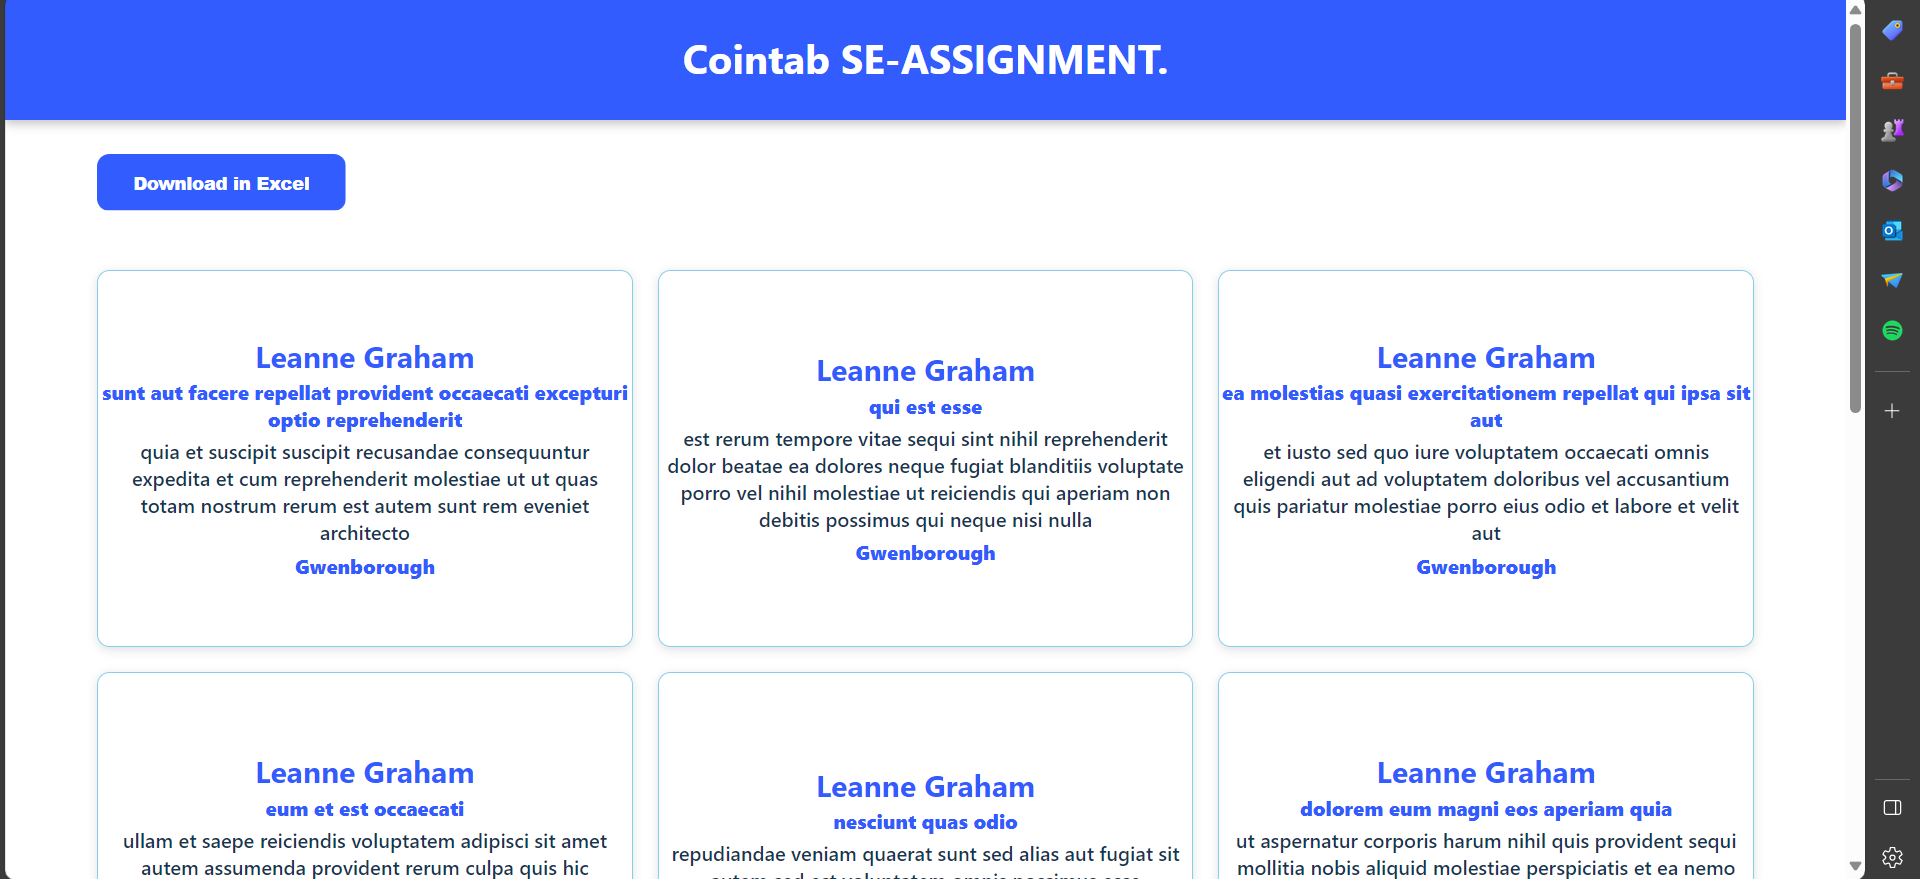 Cointab SE-ASSIGNMENT.
Download in Excel
Leanne Graham
sunt aut facere repellat provident occaecati excepturi
optio reprehenderit
quia et suscipit suscipit recusandae consequuntur
expedita et cum reprehenderit molestiae ut ut quas
totam nostrum rerum est autem sunt rem eveniet
architecto
Gwenborough
Leanne Graham
qui est esse
est rerum tempore vitae sequi sint nihil reprehenderit
dolor beatae ea dolores neque fugiat blanditiis voluptate
porro vel nihil molestiae ut reiciendis qui aperiam non
debitis possimus qui neque nisi nulla
Gwenborough
Leanne Graham
ea molestias quasi exercitationem repellat qui ipsa sit
aut
et iusto sed quo iure voluptatem occaecati omnis
eligendi aut ad voluptatem doloribus vel accusantium
quis pariatur molestiae porro eius odio et labore et velit
aut
Gwenborough
Leanne Graham
eum et est occaecati
ullam et saepe reiciendis voluptatem adipisci sit amet
autem assumenda provident rerum culpa quis hic
Leanne Graham
nesciunt quas odio
repudiandae veniam quaerat sunt sed alias aut fugiat sit
Leanne Graham
dolorem eum magni eos aperiam quia
ut aspernatur corporis harum nihil quis provident sequi
mollitia nobis aliquid molestiae perspiciatis et ea nemo